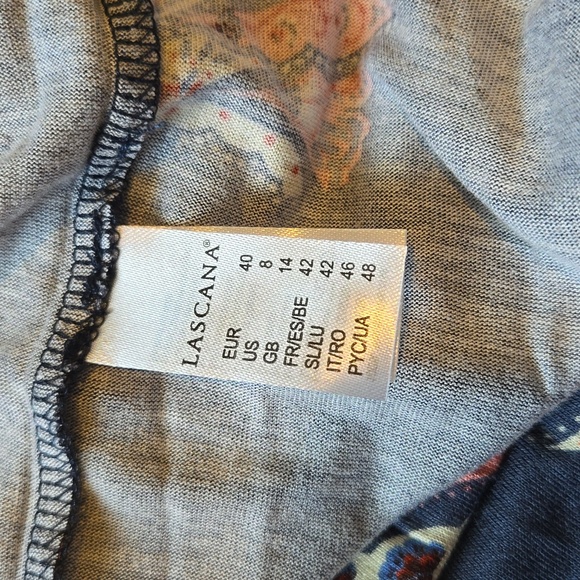 LASCANA®
EUR 40
US 8
GB 14
FR/ES/BE 42
SL/LU 42
IT/RO 46
PYC/UA 48